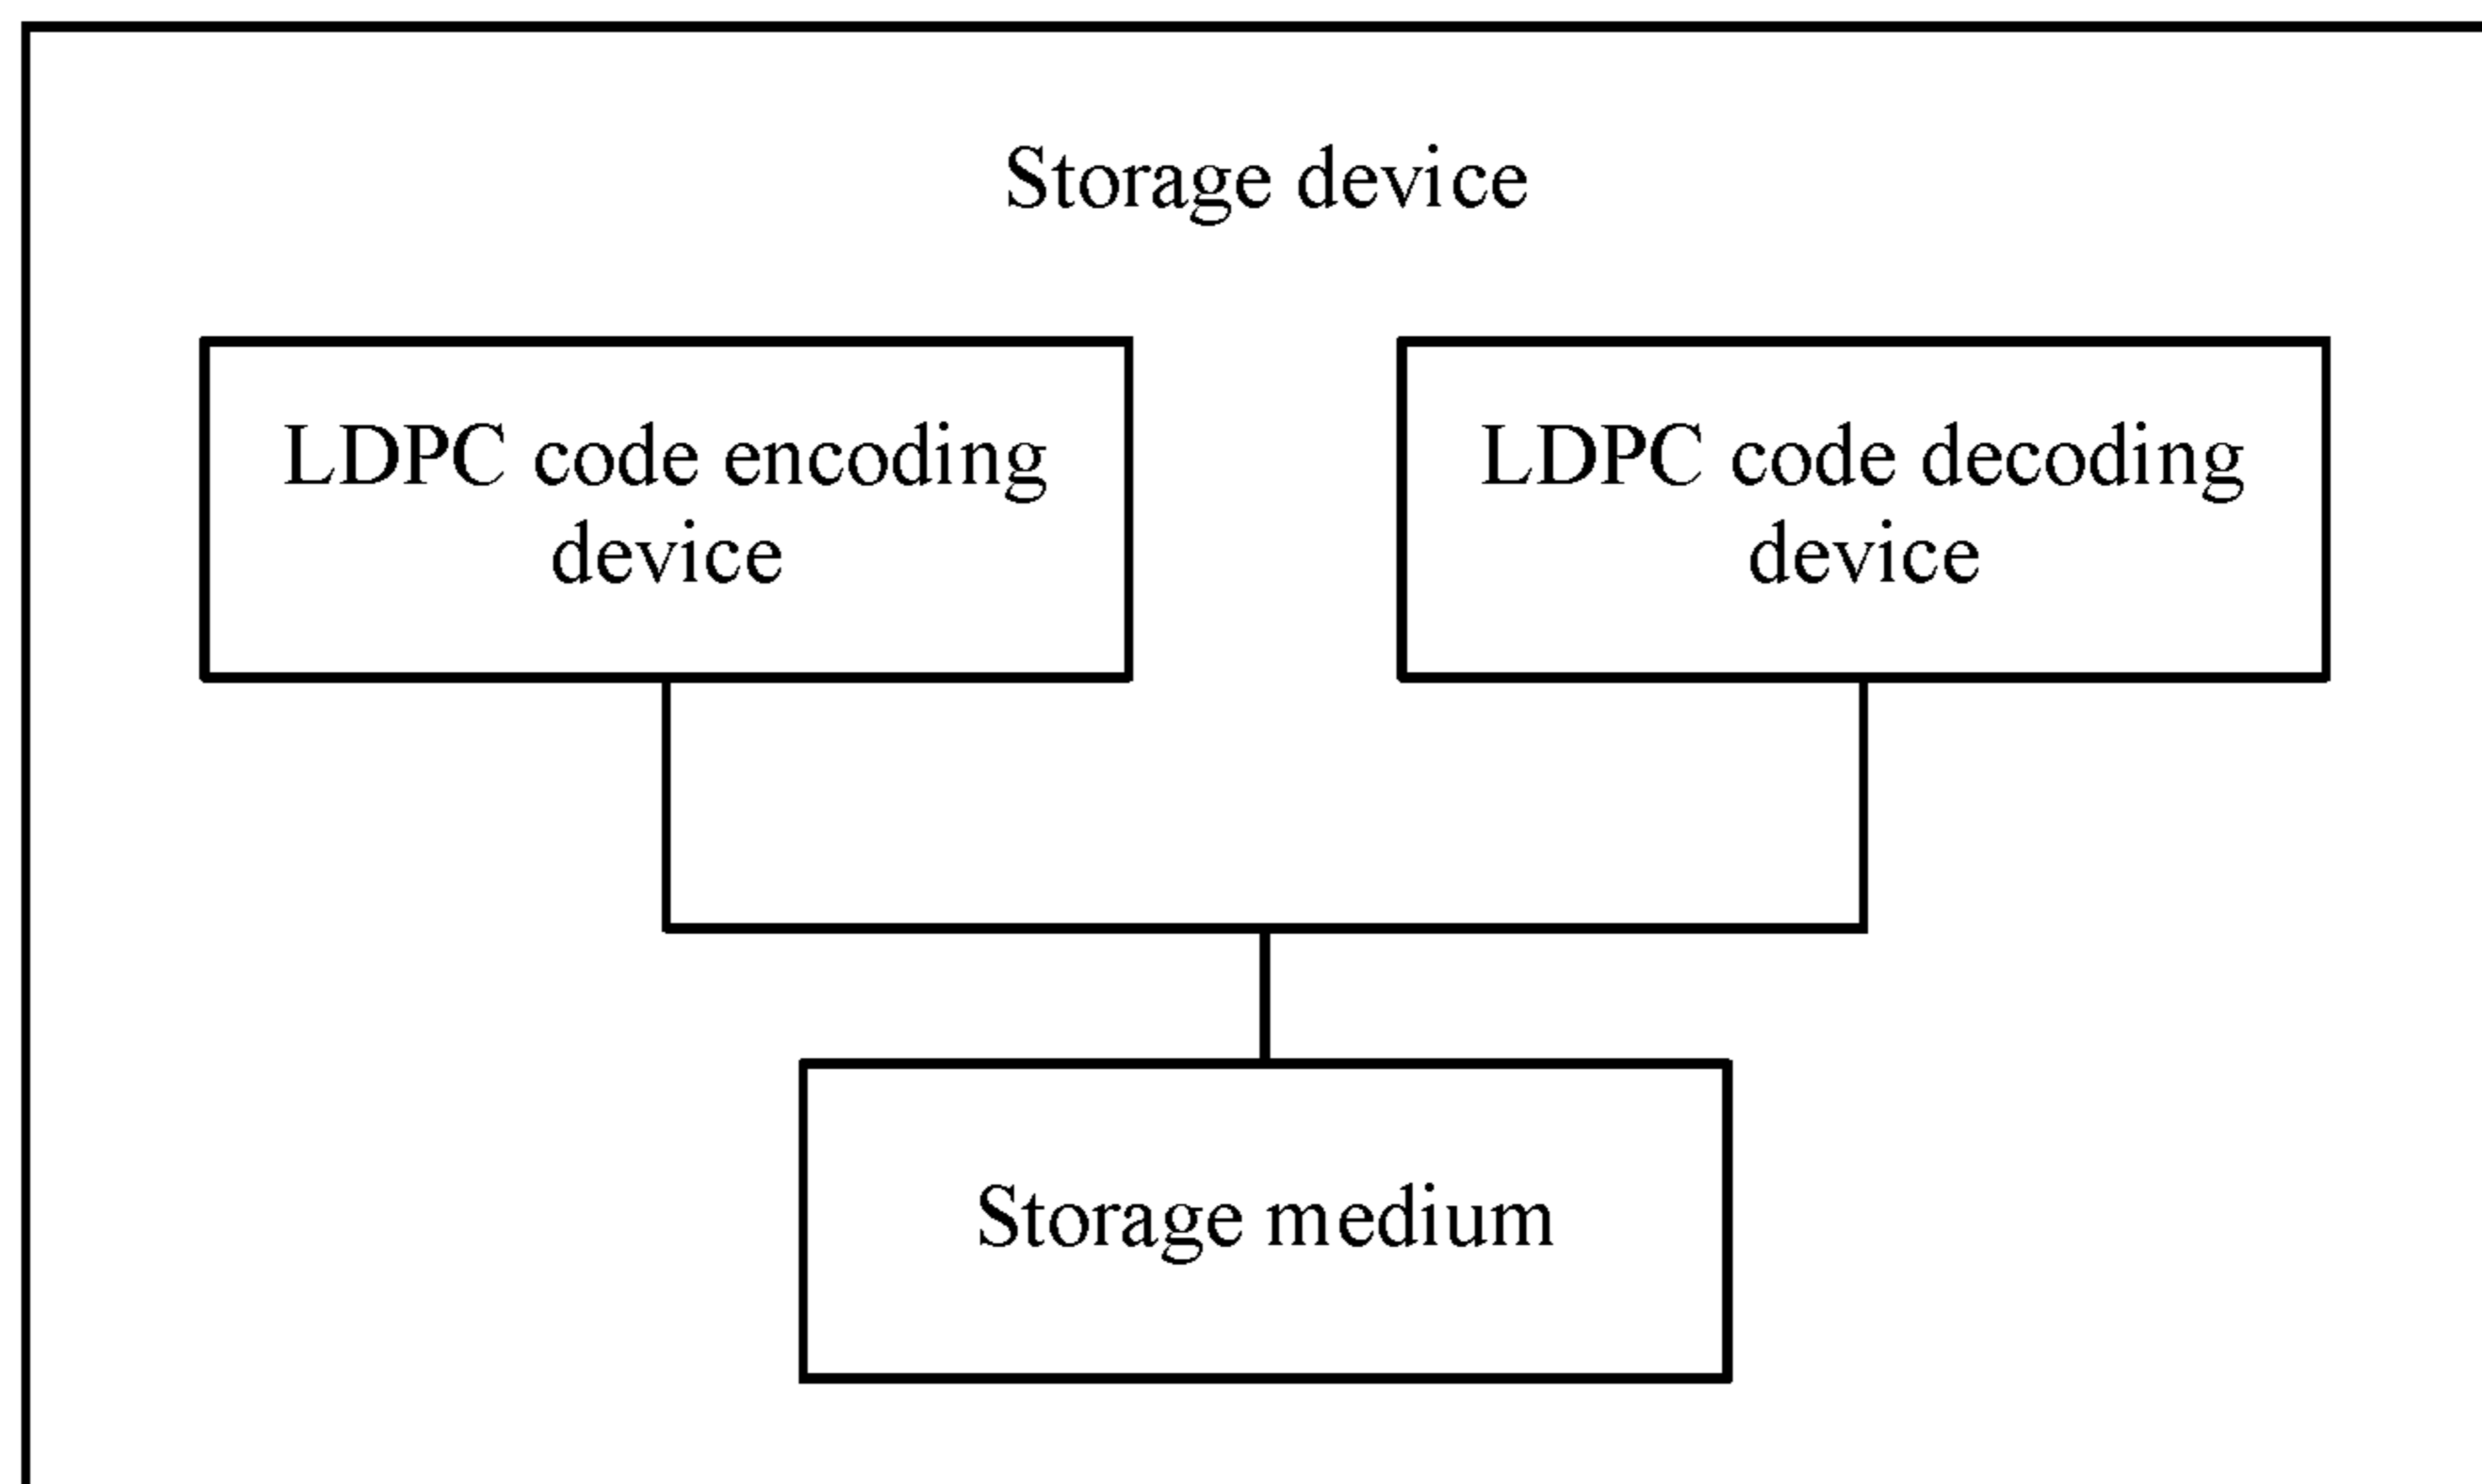 Storage device
LDPC code encoding
device
LDPC code decoding
device
Storage medium